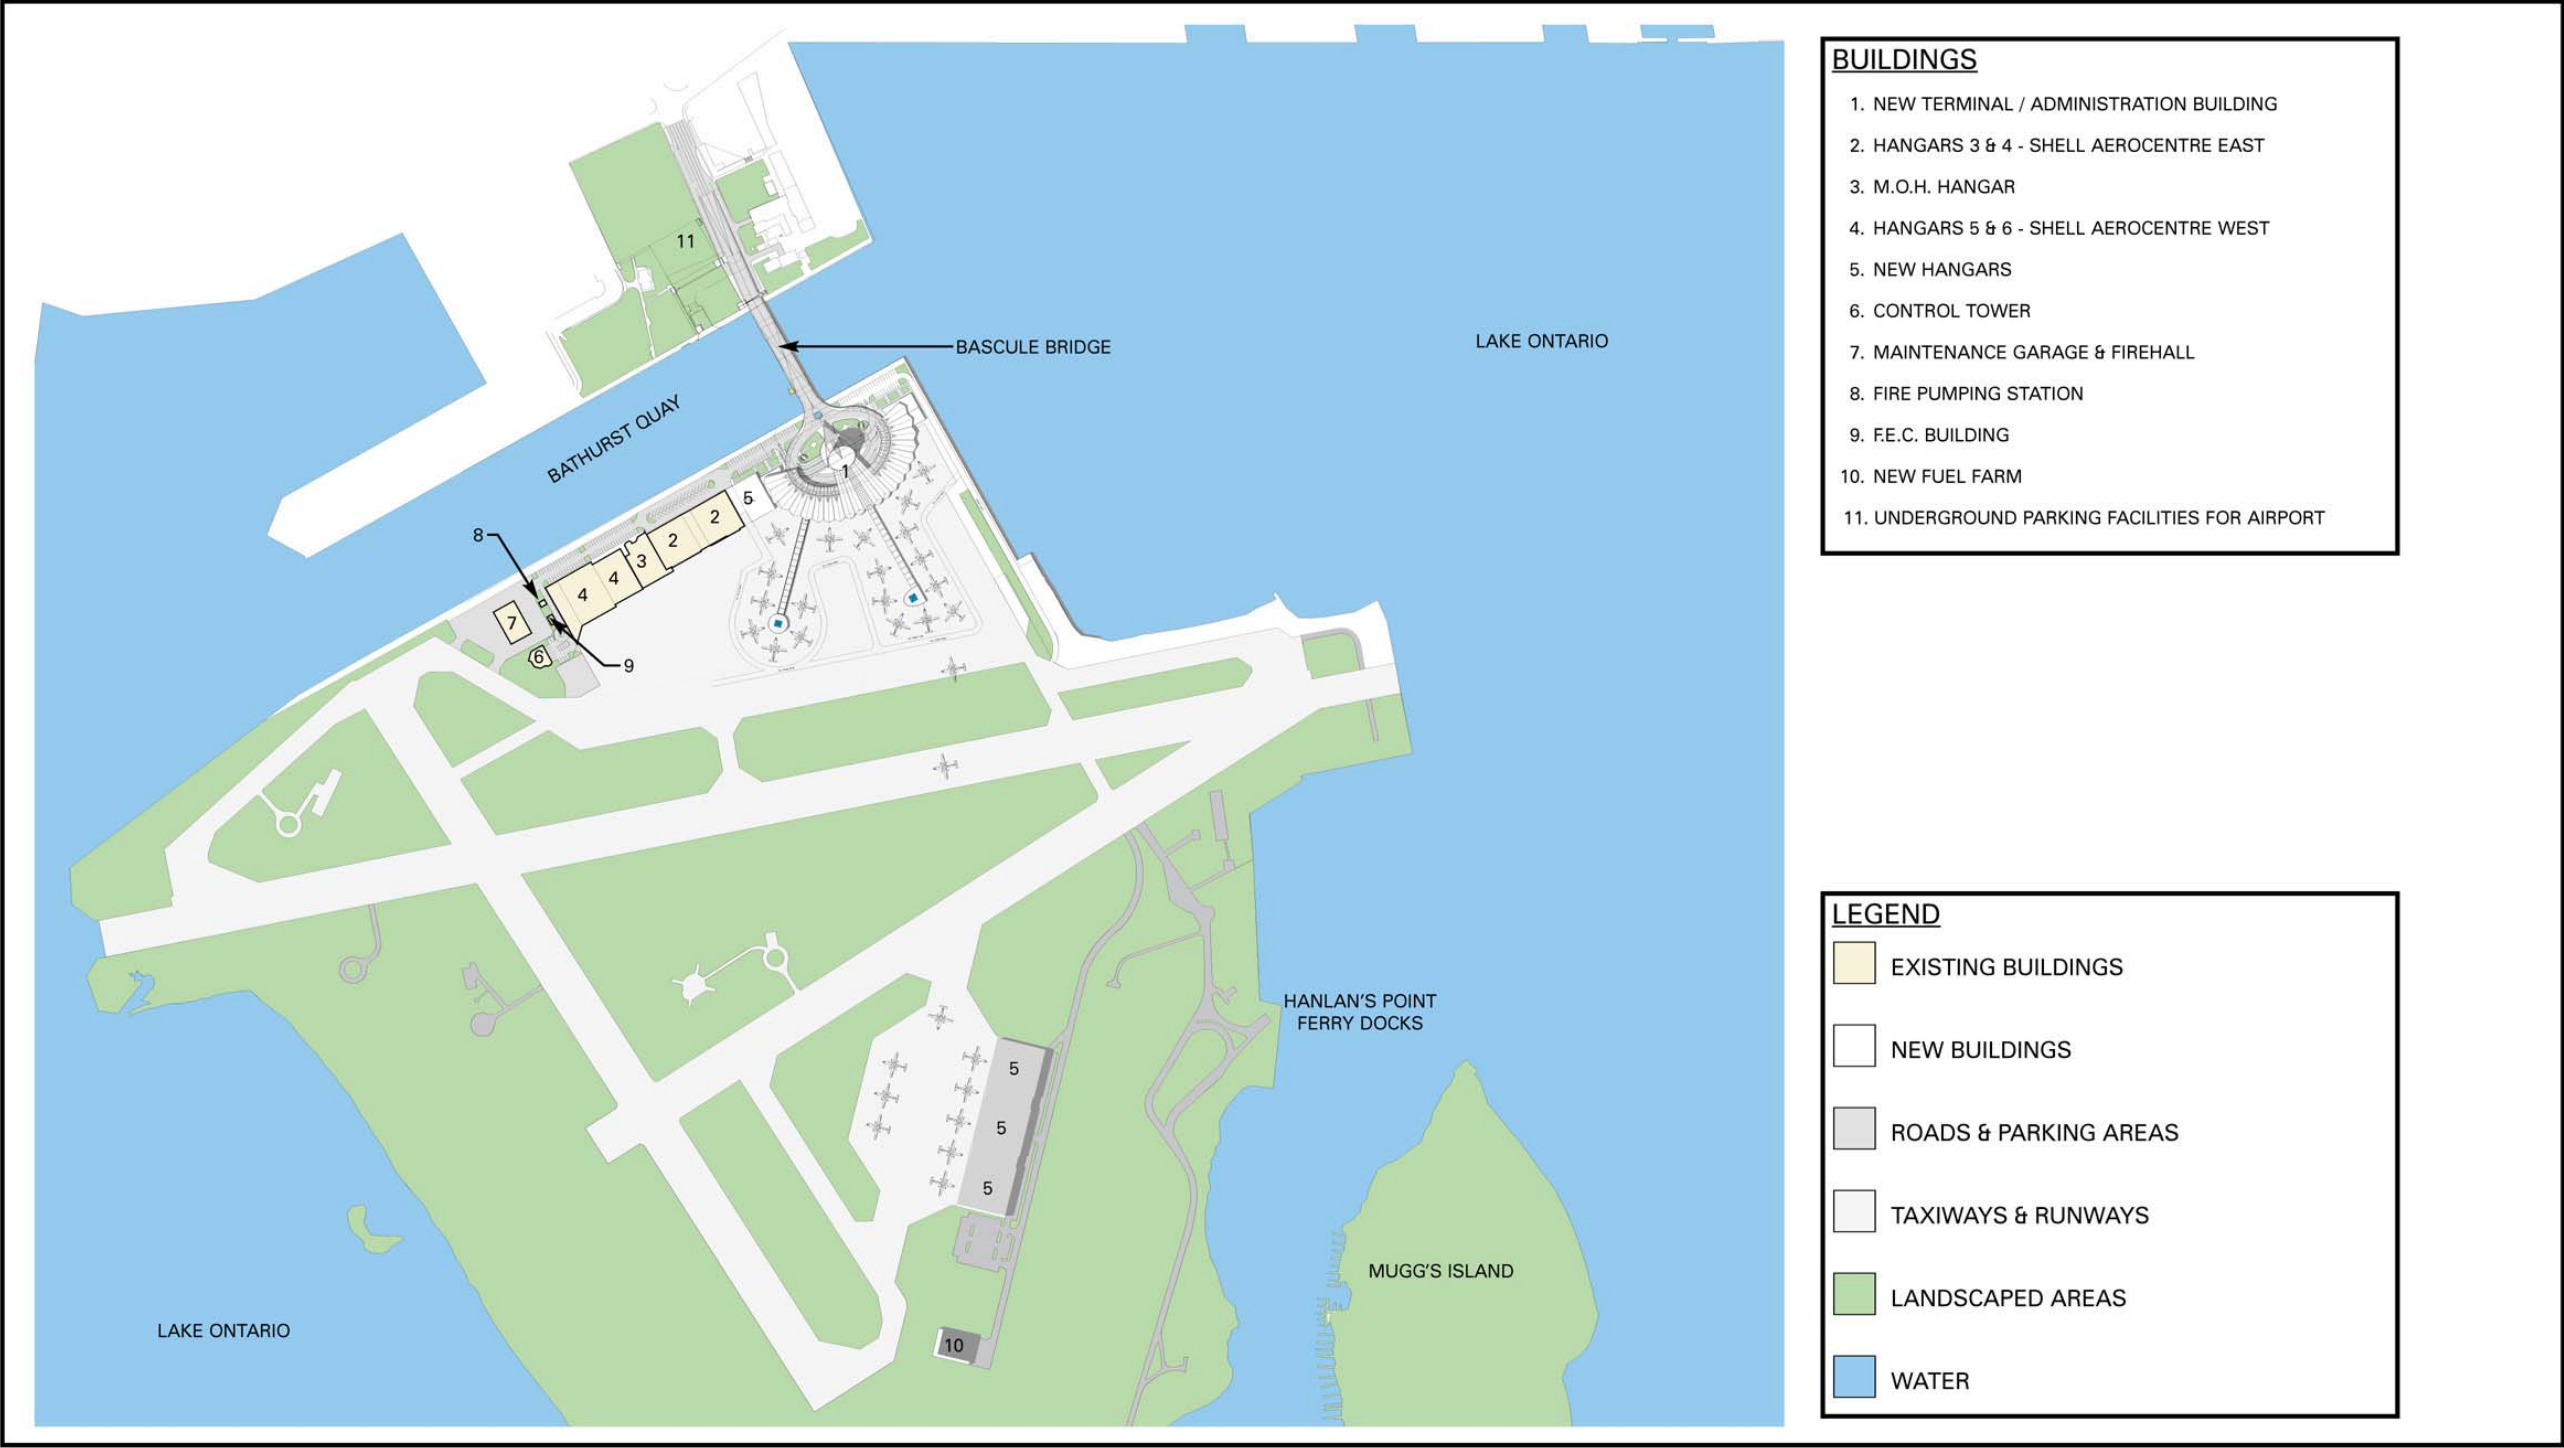 BUILDINGS
1. NEW TERMINAL / ADMINISTRATION BUILDING
2. HANGARS 3 & 4 - SHELL AEROCENTRE EAST
3. M.O.H. HANGAR
4. HANGARS 5 & 6 - SHELL AEROCENTRE WEST
5. NEW HANGARS
6. CONTROL TOWER
7. MAINTENANCE GARAGE & FIREHALL
8. FIRE PUMPING STATION
9. F.E.C. BUILDING
10. NEW FUEL FARM
11. UNDERGROUND PARKING FACILITIES FOR AIRPORT
11
BASCULE BRIDGE
LAKE ONTARIO
BATHURST QUAY
1
5
2
2
3
4
4
8
7
6
9
HANLAN'S POINT
FERRY DOCKS
5
5
5
MUGG'S ISLAND
LAKE ONTARIO
10
LEGEND
EXISTING BUILDINGS
NEW BUILDINGS
ROADS & PARKING AREAS
TAXIWAYS & RUNWAYS
LANDSCAPED AREAS
WATER